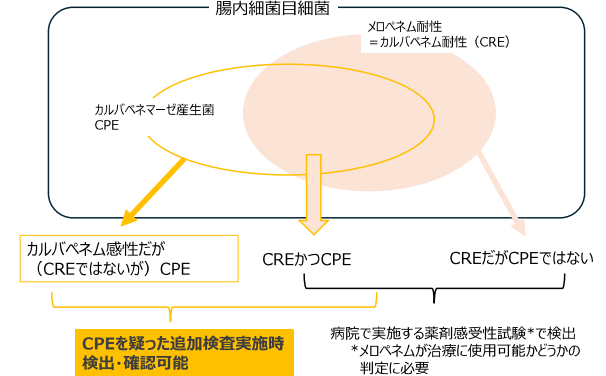 腸内細菌目細菌
メロペネム耐性
＝カルバペネム耐性（CRE）
カルバペネマーゼ産生菌
CPE
カルバペネム感性だが
（CREではないが）CPE
CREかつCPE
CREだがCPEではない
CPEを疑った追加検査実施時
検出・確認可能
病院で実施する薬剤感受性試験*で検出
*メロペネムが治療に使用可能かどうかの
判定に必要